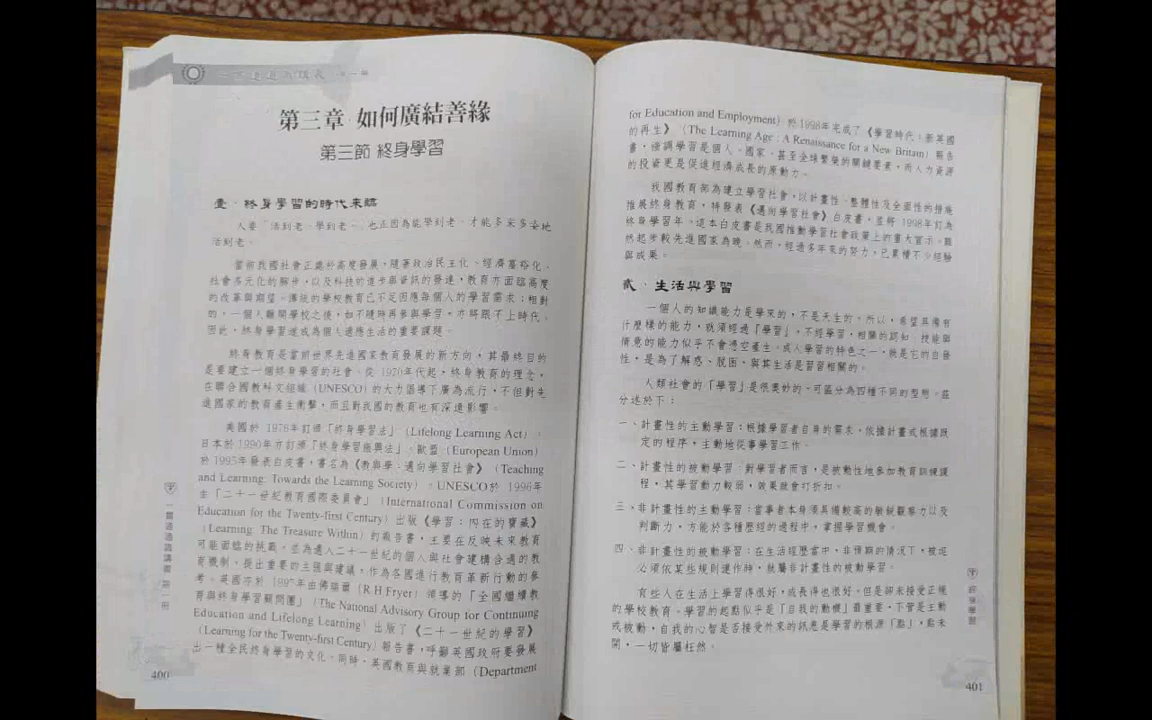 一貫道道義講義 第一冊
第三章 如何廣結善緣
第三節 終身學習
壹、終身學習的時代來臨
人要「活到老、學到老」,也正因為能學到老,才能多采多姿地
活到老。
當前我國社會正處於高度發展,隨著政治民主化、經濟富裕化、
社會多元化的腳步,以及科技的進步與資訊的發達,教育方面臨高度
的改革與期望。傳統的學校教育已不足因應每個人的學習需求;相對
的,一個人離開學校之後,如不隨時再參與學習,亦將跟不上時代。
因此,終身學習遂成為個人適應生活的重要課題。
終身教育是當前世界先進國家教育發展的新方向,其最終目的
是要建立一個終身學習的社會。從1970年代起,終身教育的理念,
在聯合國教科文組織(UNESCO)的大力倡導下廣為流行,不但對先
進國家的教育產生衝擊,而且對我國的教育也有深遠影響。
美國於1976年訂頒「終身學習法」(Lifelong Learning Act),
日本於1990年亦訂頒「終身學習振興法」。歐盟(European Union)
於1995年發表白皮書,書名為《教與學:邁向學習社會》(Teaching
and Learning: Towards the Learning Society)。UNESCO於1996年
在「二十一世紀教育國際委員會」(International Commission on
Education for the Twenty-first Century)出版《學習:內在的寶藏》
(Learning: The Treasure Within)的報告書,主要在反映未來教育
可能面臨的挑戰,並為邁入二十一世紀的個人與社會建構合適的教
育機制,提出重要的主張與建議,作為各國進行教育革新行動的參
考。英國亦於1997年由佛瑞爾(R H Fryer)領導的「全國繼續教
育與終身學習顧問團」(The National Advisory Group for Continuing
Education and Lifelong Learning)出版了《二十一世紀的學習》
(Learning for the Twenty-first Century)報告書,呼籲英國政府要發展
出一種全民終身學習的文化。同時,英國教育與就業部(Department
一貫道道義講義 第一冊
400
for Education and Employment)於1998年完成了《學習時代:新英國
的再生》(The Learning Age: A Renaissance for a New Britain)報告
書,強調學習是個人、國家、甚至全球繁榮的關鍵要素,而人力資源
的投資更是促進經濟成長的原動力。
我國教育部為建立學習社會,以計畫性、整體性及全面性的措施
推展終身教育,特發表《邁向學習社會》白皮書,並將1998年訂為
終身學習年。這本白皮書是我國推動學習社會政策上的重大宣示。雖
然起步較先進國家為晚,然而,經過多年來的努力,已累積不少經驗
與成果。
貳、生活與學習
一個人的知識能力是學來的,不是天生的。所以,希望具備有
什麼樣的能力,就須經過「學習」,不經學習,相關的認知、技能與
情意的能力似乎不會憑空產生。成人學習的特色之一,就是它的自發
性,是為了解惑、脫困、與其生活是習習相關的。
人類社會的「學習」是很奧妙的。可區分為四種不同的型態。茲
分述於下:
一、計畫性的主動學習:根據學習者自身的需求,依據計畫或根據既
定的程序,主動地從事學習工作。
二、計畫性的被動學習:對學習者而言,是被動性地參加教育訓練課
程,其學習動力較弱,效果就會打折扣。
三、非計畫性的主動學習:當事者本身須具備較高的敏銳觀察力以及
判斷力,方能於各種歷經的過程中,掌握學習機會。
四、非計畫性的被動學習:在生活經歷當中,非預期的情況下,被迫
必須依某些規則運作時,就屬非計畫性的被動學習。
有些人在生活上學習得很好,成長得也很好,但是卻未接受正規
的學校教育。學習的起點似乎是「自我的動機」最重要,不管是主動
或被動,自我的心智是否接受外來的訊息是學習的根源「點」,點未
開,一切皆屬枉然。
終身學習
401